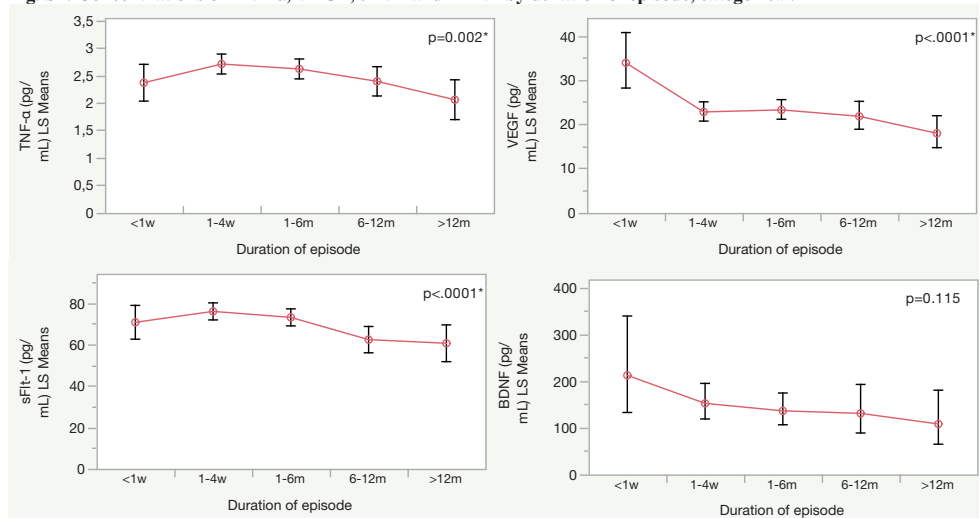 3,5
3
2,5
2
1,5
1
0,5
0
TNF-α (pg/
mL) LS Means
p=0.002*
<1w
1-4w
1-6m
6-12m
>12m
Duration of episode
40
30
20
10
0
VEGF (pg/
mL) LS Means
p<.0001*
<1w
1-4w
1-6m
6-12m
>12m
Duration of episode
80
60
40
20
0
sFlt-1 (pg/
mL) LS Means
p<.0001*
<1w
1-4w
1-6m
6-12m
>12m
Duration of episode
400
300
200
100
0
BDNF (pg/
mL) LS Means
p=0.115
<1w
1-4w
1-6m
6-12m
>12m
Duration of episode